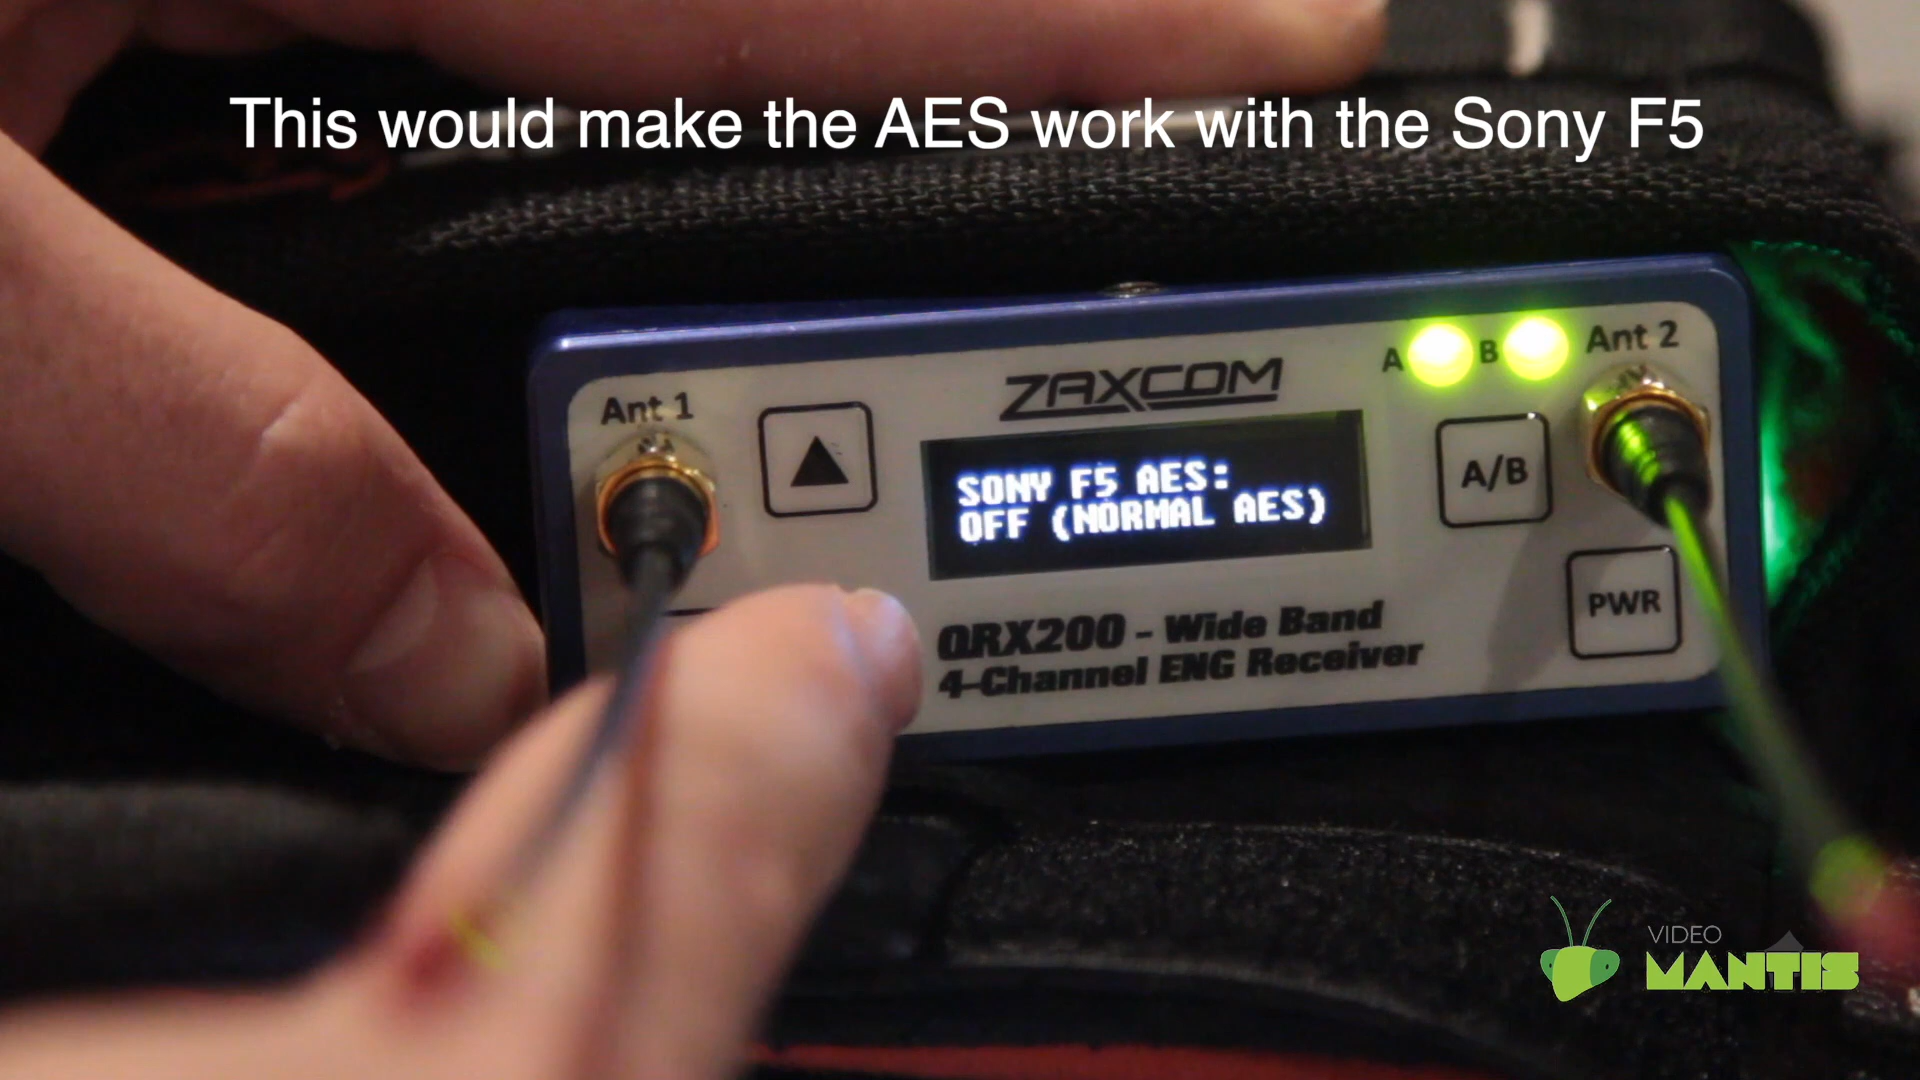 This would make the AES work with the Sony F5
ZAXCOM
A
B
Ant 2
Ant 1
SONY F5 AES:
OFF (NORMAL AES)
A/B
PWR
QRX200 - Wide Band
4-Channel ENG Receiver
VIDEO
MANTIS